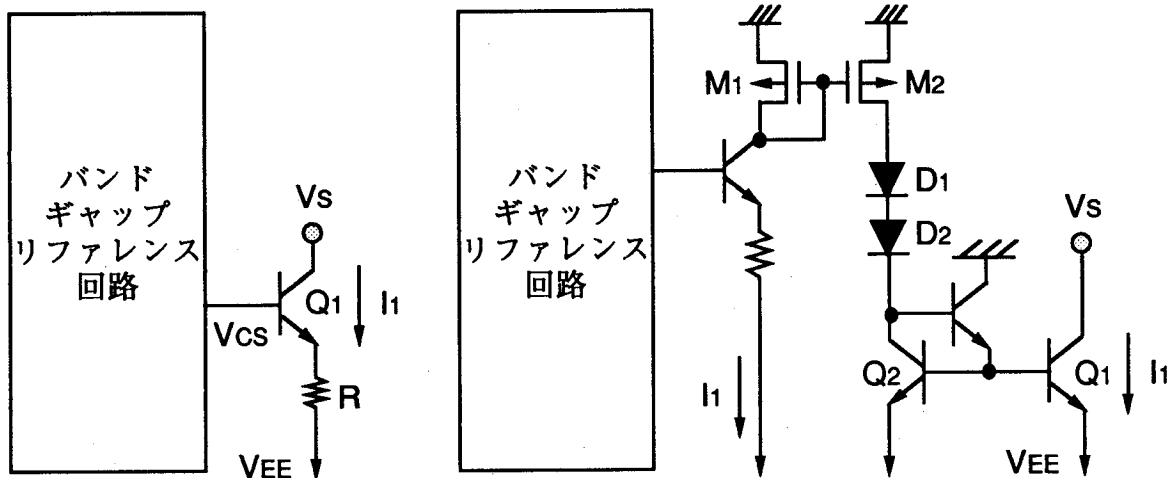 バンド
ギャップ
リファレンス
回路
VS
Q1
I1
VCS
R
VEE
バンド
ギャップ
リファレンス
回路
M1
M2
D1
D2
VS
Q2
Q1
I1
I1
VEE